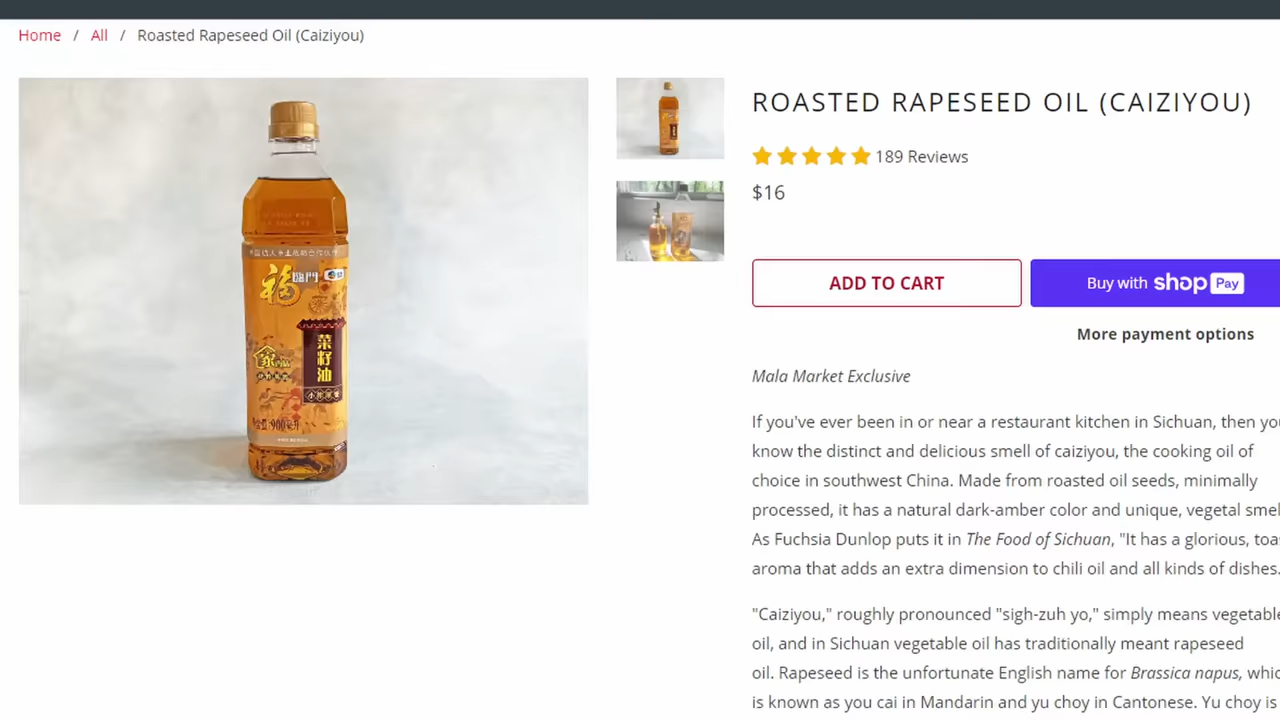 Home / All / Roasted Rapeseed Oil (Caiziyou)
福
臨門
菜
籽
油
家
900
ROASTED RAPESEED OIL (CAIZIYOU)
189 Reviews
$16
ADD TO CART
Buy with shop Pay
More payment options
Mala Market Exclusive
If you've ever been in or near a restaurant kitchen in Sichuan, then you
know the distinct and delicious smell of caiziyou, the cooking oil of
choice in southwest China. Made from roasted oil seeds, minimally
processed, it has a natural dark-amber color and unique, vegetal smel
As Fuchsia Dunlop puts it in The Food of Sichuan, "It has a glorious, toas
aroma that adds an extra dimension to chili oil and all kinds of dishes.
"Caiziyou," roughly pronounced "sigh-zuh yo," simply means vegetable
oil, and in Sichuan vegetable oil has traditionally meant rapeseed
oil. Rapeseed is the unfortunate English name for Brassica napus, whic
is known as you cai in Mandarin and yu choy in Cantonese. Yu choy is